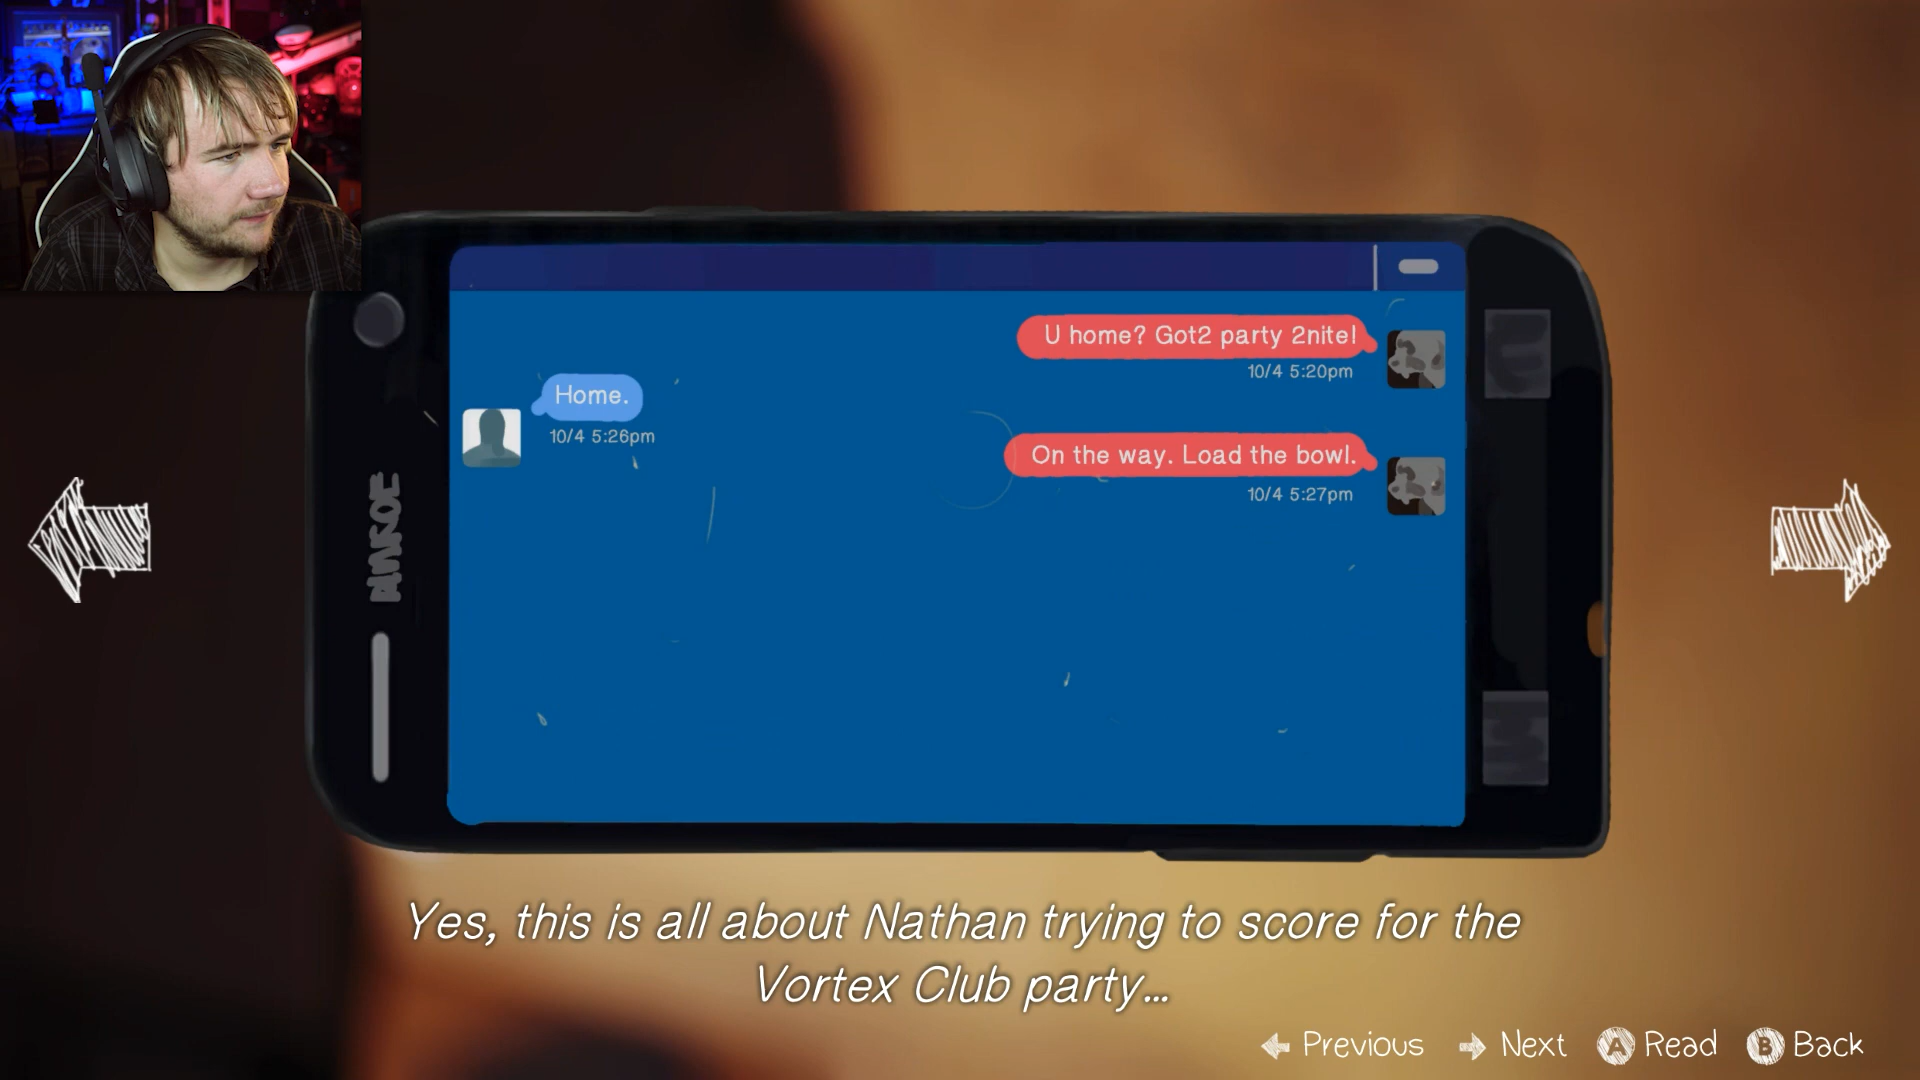 U home? Got2 party 2nite!
10/4 5:20pm
Home.
10/4 5:26pm
On the way. Load the bowl.
10/4 5:27pm
Yes, this is all about Nathan trying to score for the
Vortex Club party...
Previous
Next
A Read
B Back